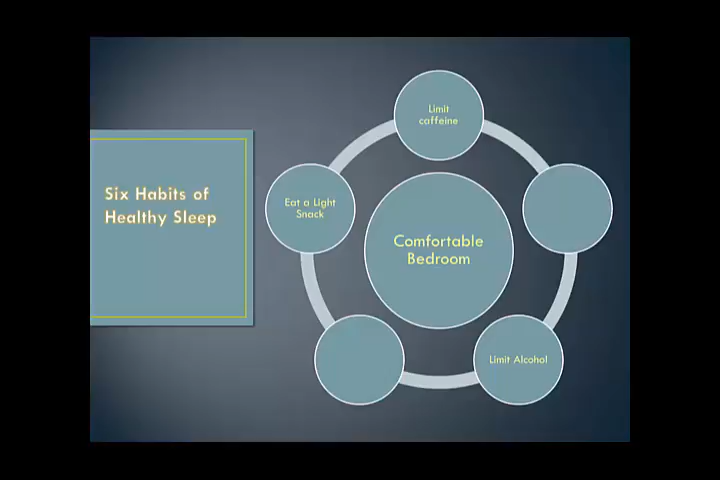 Six Habits of
Healthy Sleep
Limit
caffeine
Eat a Light
Snack
Comfortable
Bedroom
Limit Alcohol